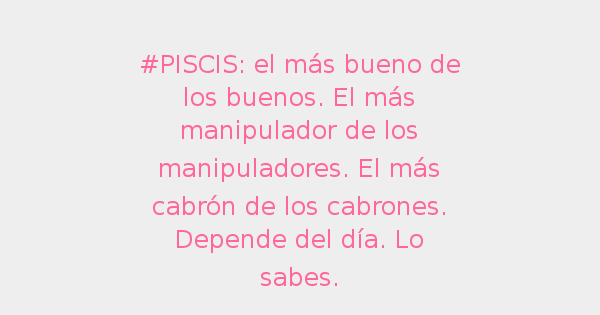 #PISCIS: el más bueno de
los buenos. El más
manipulador de los
manipuladores. El más
cabrón de los cabrones.
Depende del día. Lo
sabes.